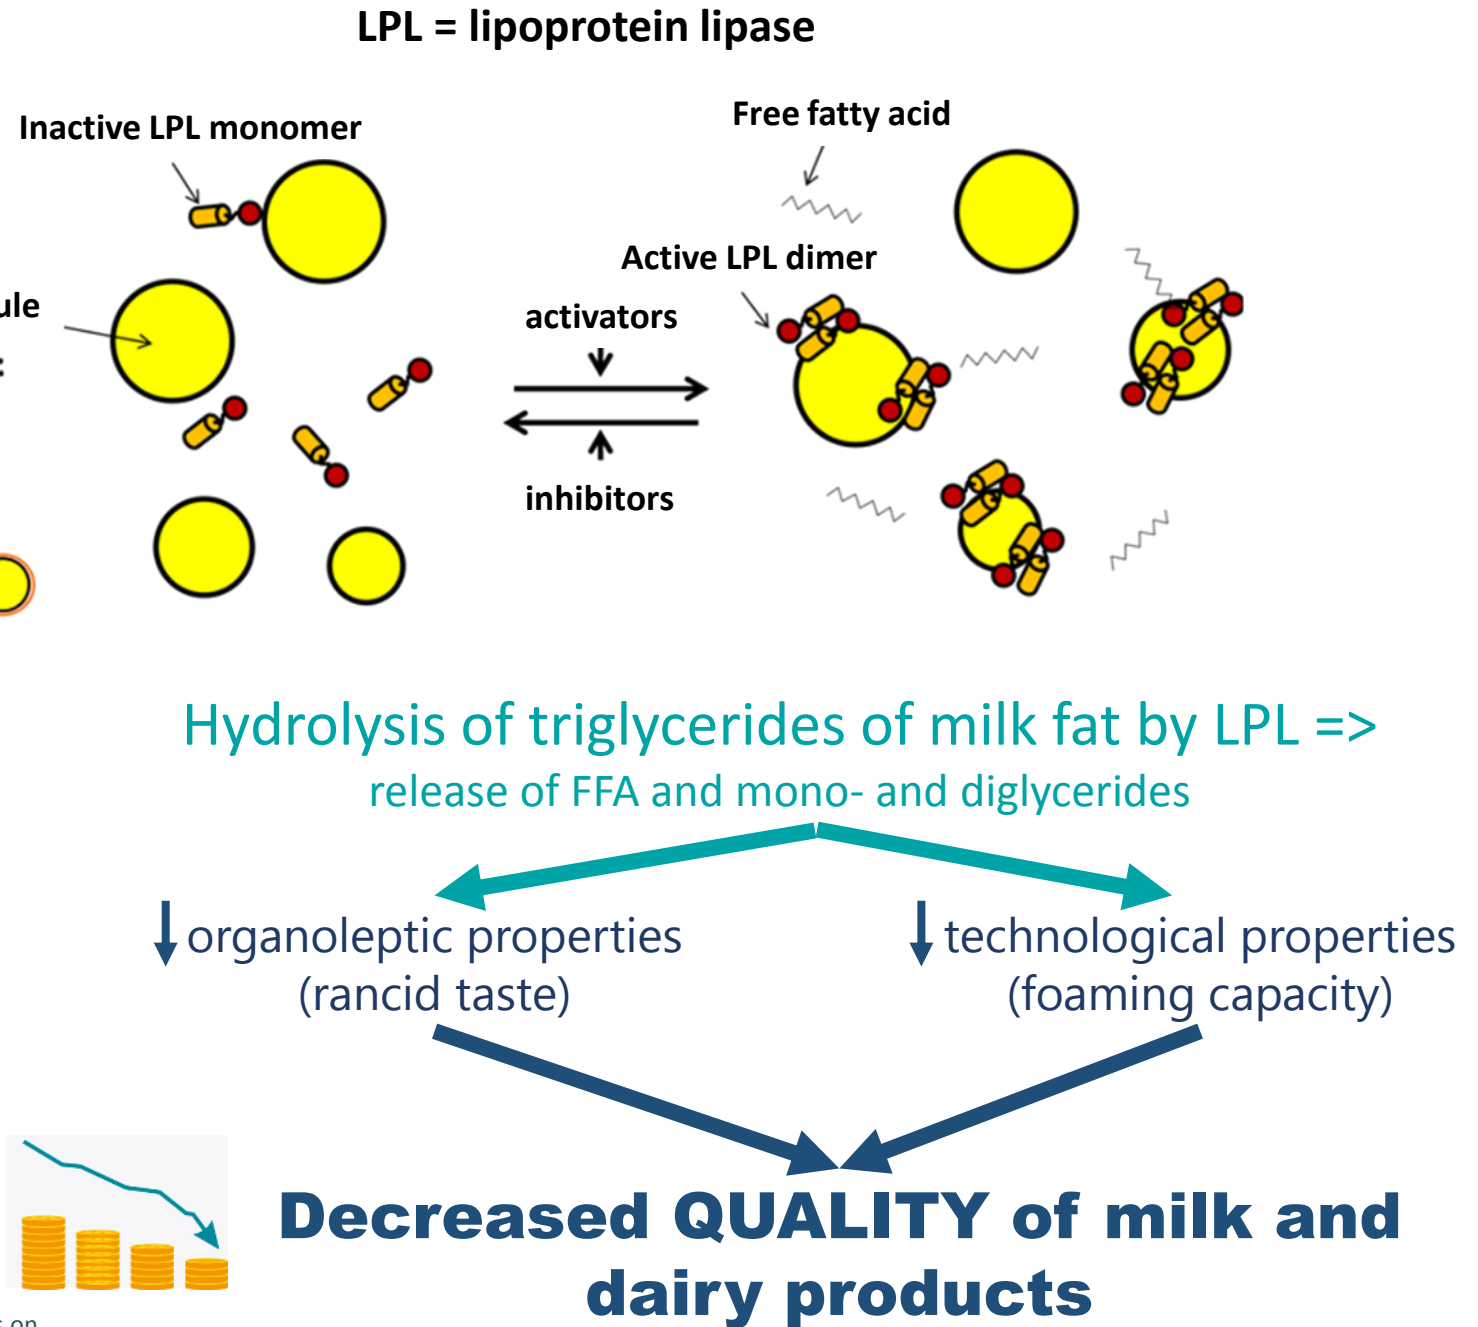 LPL = lipoprotein lipase
Inactive LPL monomer
Free fatty acid
Active LPL dimer
activators
inhibitors
Hydrolysis of triglycerides of milk fat by LPL =>
release of FFA and mono- and diglycerides
organoleptic properties
(rancid taste)
technological properties
(foaming capacity)
Decreased QUALITY of milk and
dairy products